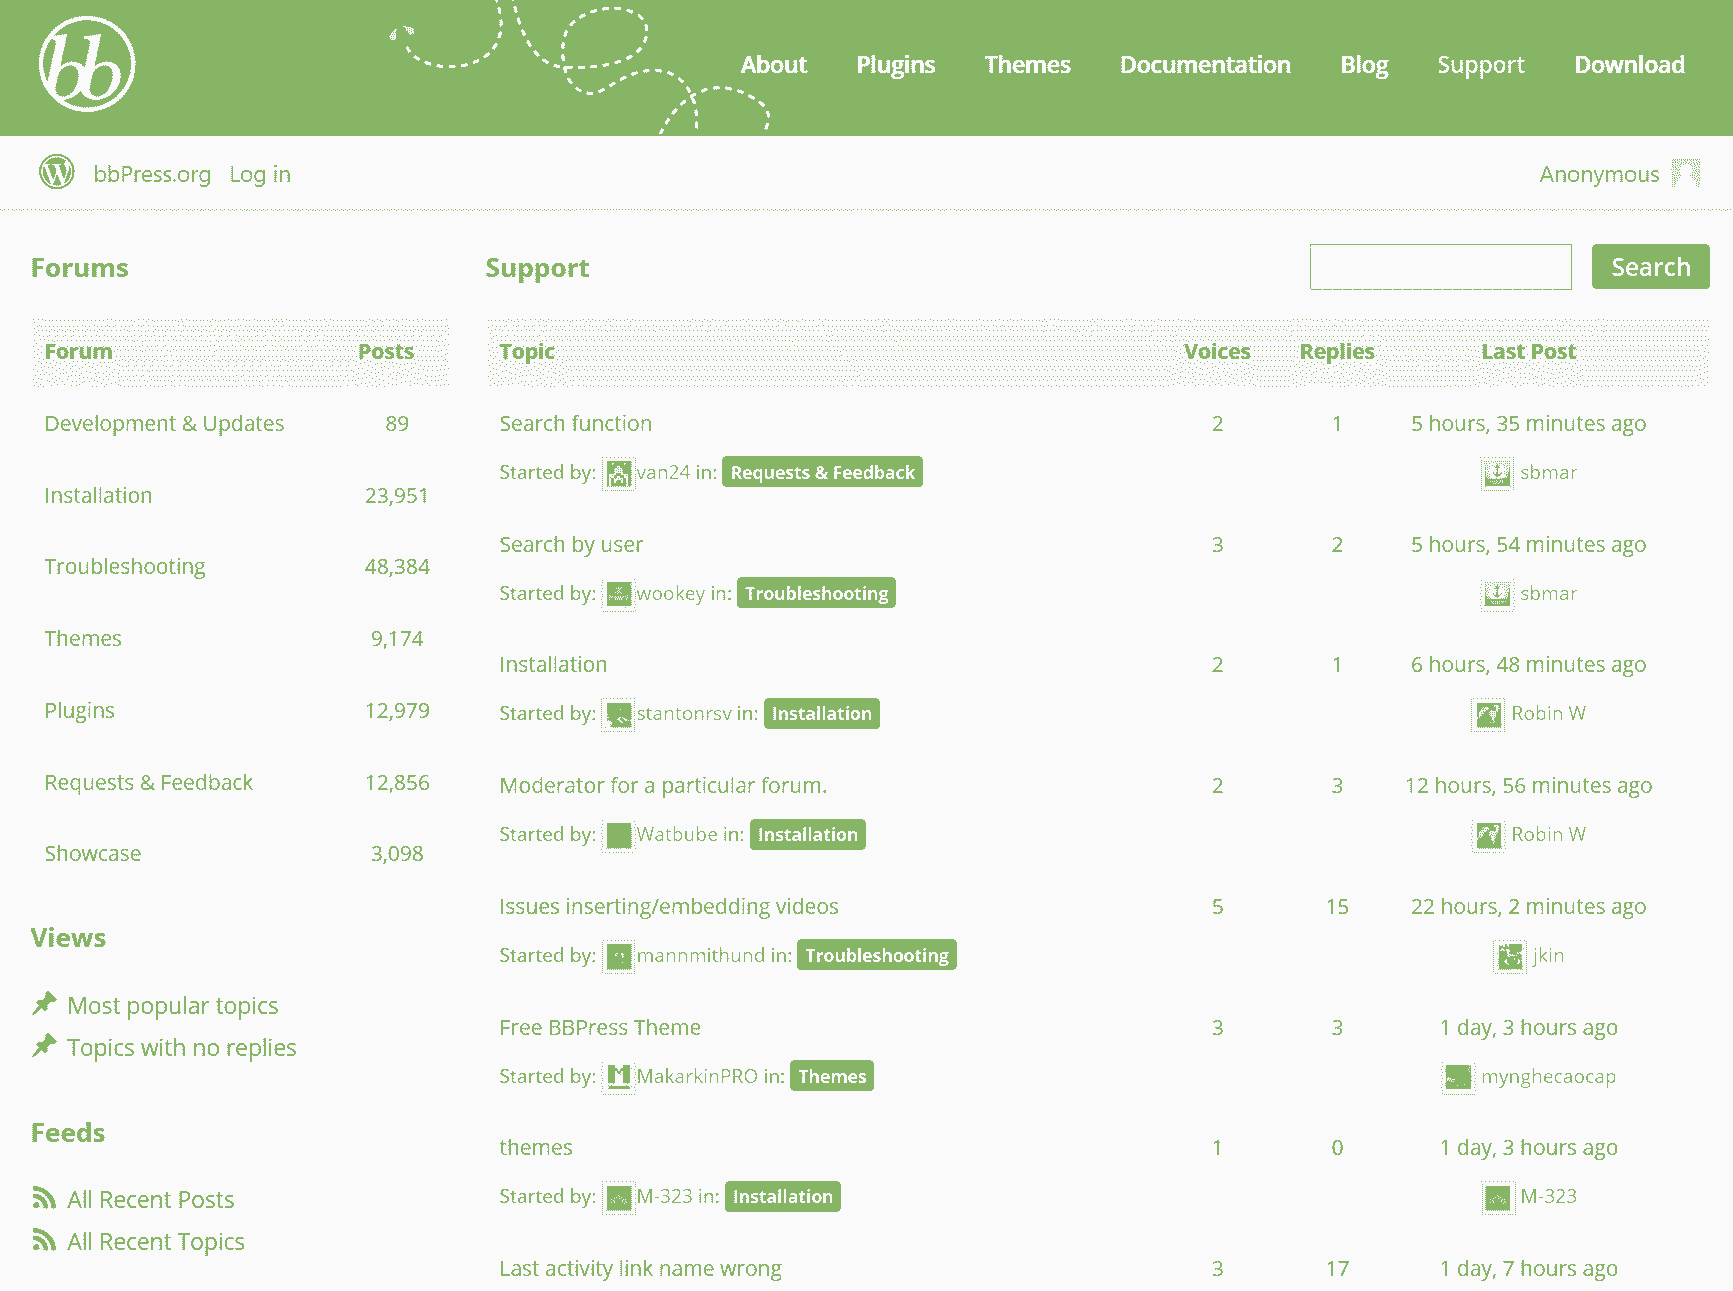 bb
About Plugins Themes Documentation Blog Support Download
bbPress.org Log in Anonymous
Forums
Forum Posts
Development & Updates 89
Installation 23,951
Troubleshooting 48,384
Themes 9,174
Plugins 12,979
Requests & Feedback 12,856
Showcase 3,098
Views
Most popular topics
Topics with no replies
Feeds
All Recent Posts
All Recent Topics
Support Search
Topic Voices Replies Last Post
Search function 2 1 5 hours, 35 minutes ago
Started by: van24 in: Requests & Feedback sbmar
Search by user 3 2 5 hours, 54 minutes ago
Started by: wookey in: Troubleshooting sbmar
Installation 2 1 6 hours, 48 minutes ago
Started by: stantonrsv in: Installation Robin W
Moderator for a particular forum. 2 3 12 hours, 56 minutes ago
Started by: Watbube in: Installation Robin W
Issues inserting/embedding videos 5 15 22 hours, 2 minutes ago
Started by: mannmithund in: Troubleshooting jkin
Free BBPress Theme 3 3 1 day, 3 hours ago
Started by: MakarkinPRO in: Themes mynghecaocap
themes 1 0 1 day, 3 hours ago
Started by: M-323 in: Installation M-323
Last activity link name wrong 3 17 1 day, 7 hours ago